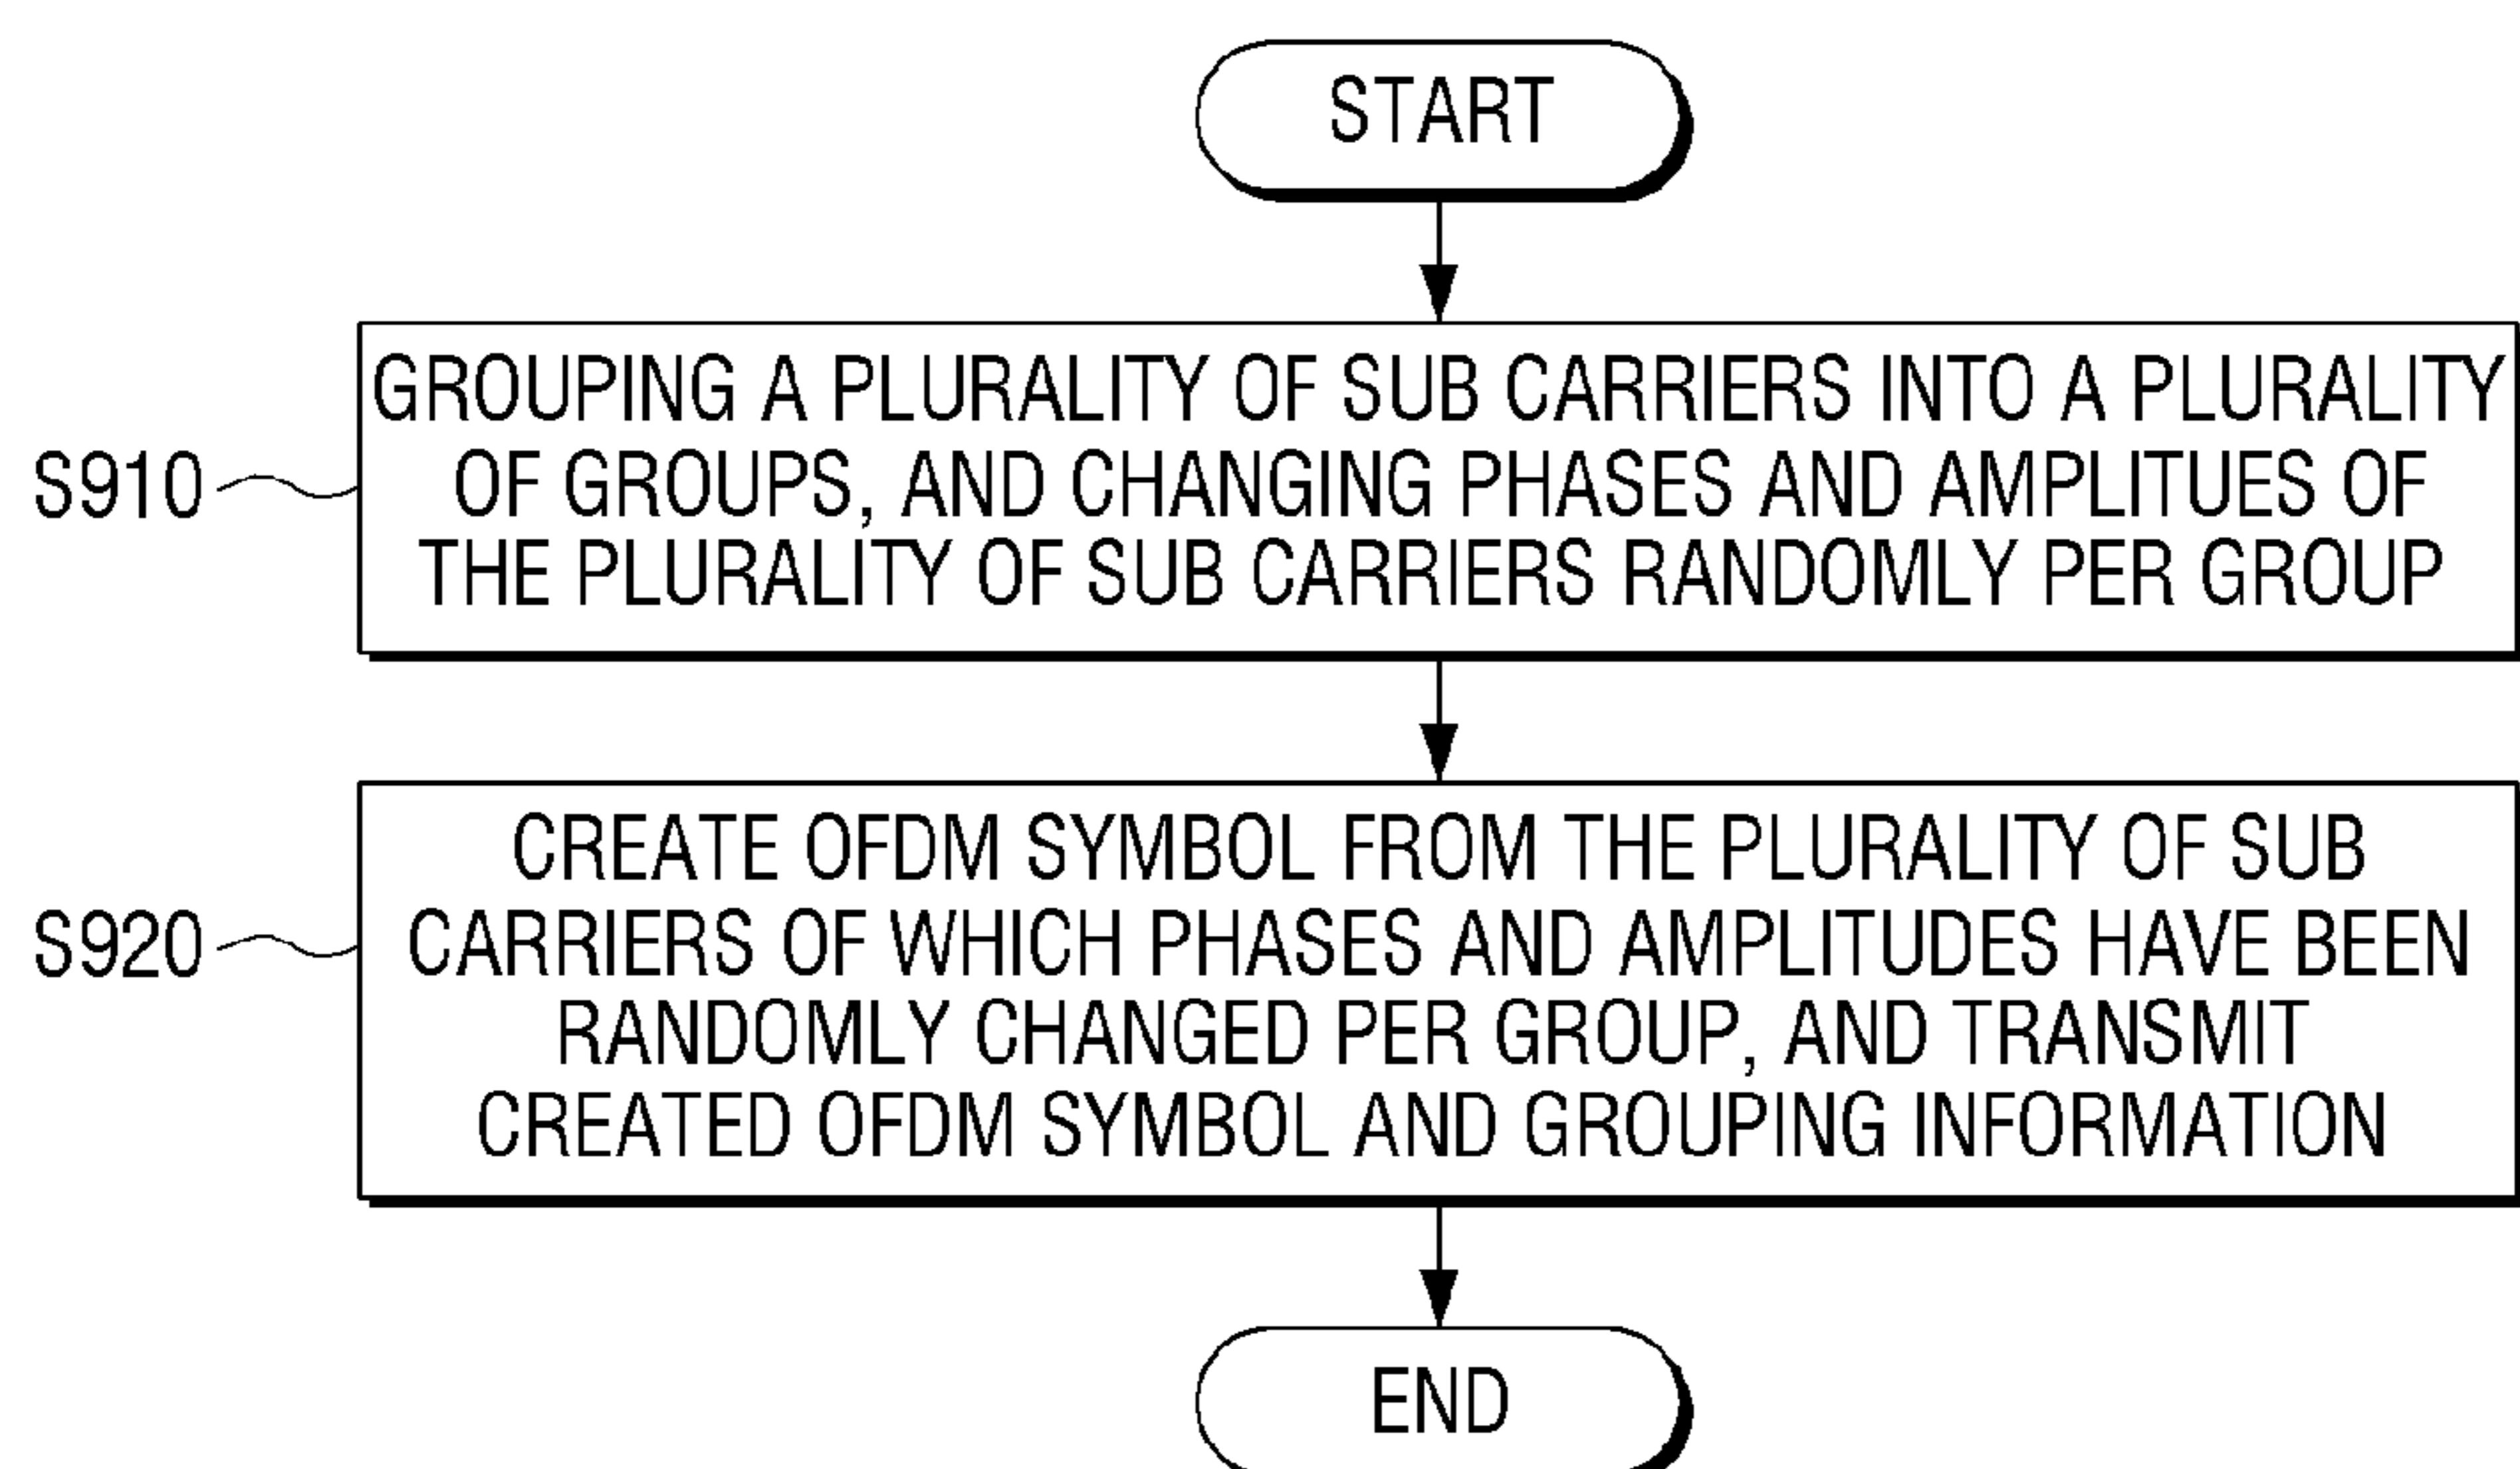 START
GROUPING A PLURALITY OF SUB CARRIERS INTO A PLURALITY
OF GROUPS, AND CHANGING PHASES AND AMPLITUES OF
THE PLURALITY OF SUB CARRIERS RANDOMLY PER GROUP
S910
CREATE OFDM SYMBOL FROM THE PLURALITY OF SUB
CARRIERS OF WHICH PHASES AND AMPLITUDES HAVE BEEN
RANDOMLY CHANGED PER GROUP, AND TRANSMIT
CREATED OFDM SYMBOL AND GROUPING INFORMATION
S920
END